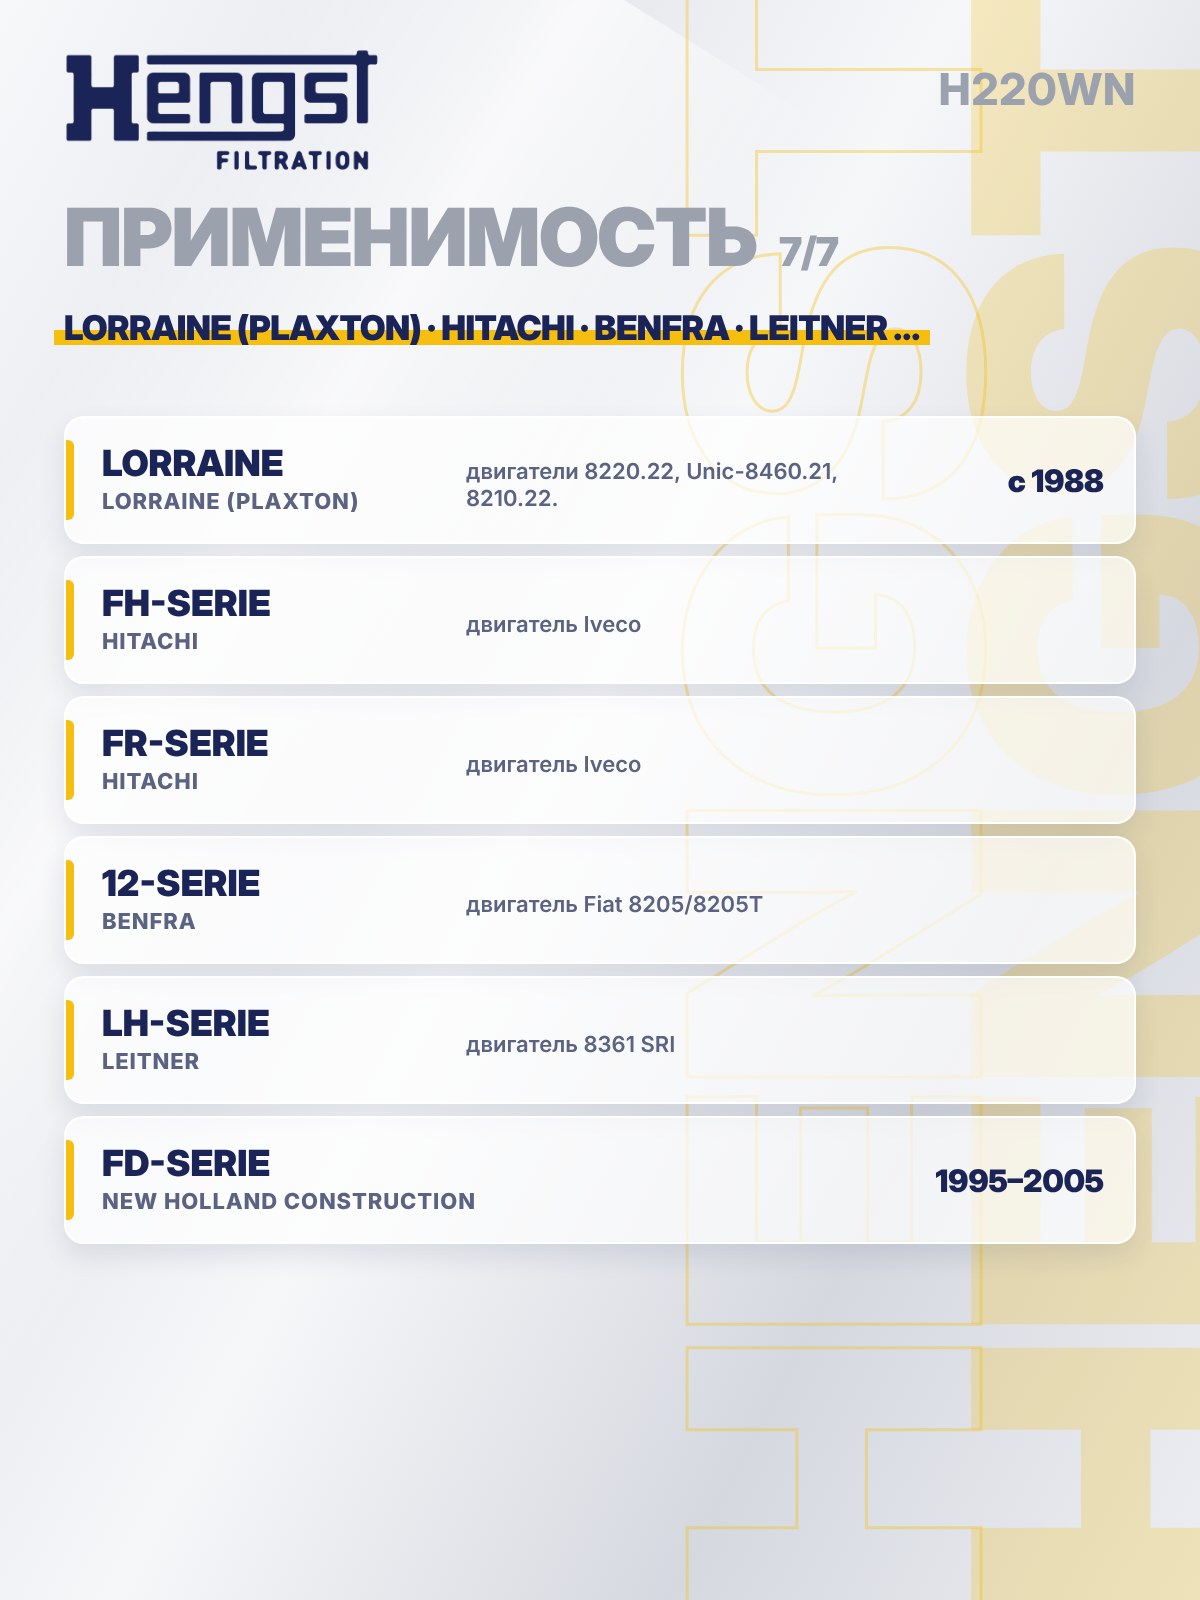 Hengst
FILTRATION
H220WN
ПРИМЕНИМОСТЬ 7/7
LORRAINE (PLAXTON) · HITACHI · BENFRA · LEITNER ...
LORRAINE
LORRAINE (PLAXTON)
двигатели 8220.22, Unic-8460.21,
8210.22.
с 1988
FH-SERIE
HITACHI
двигатель Iveco
FR-SERIE
HITACHI
двигатель Iveco
12-SERIE
BENFRA
двигатель Fiat 8205/8205T
LH-SERIE
LEITNER
двигатель 8361 SRI
FD-SERIE
NEW HOLLAND CONSTRUCTION
1995–2005
HENGST
HENGST